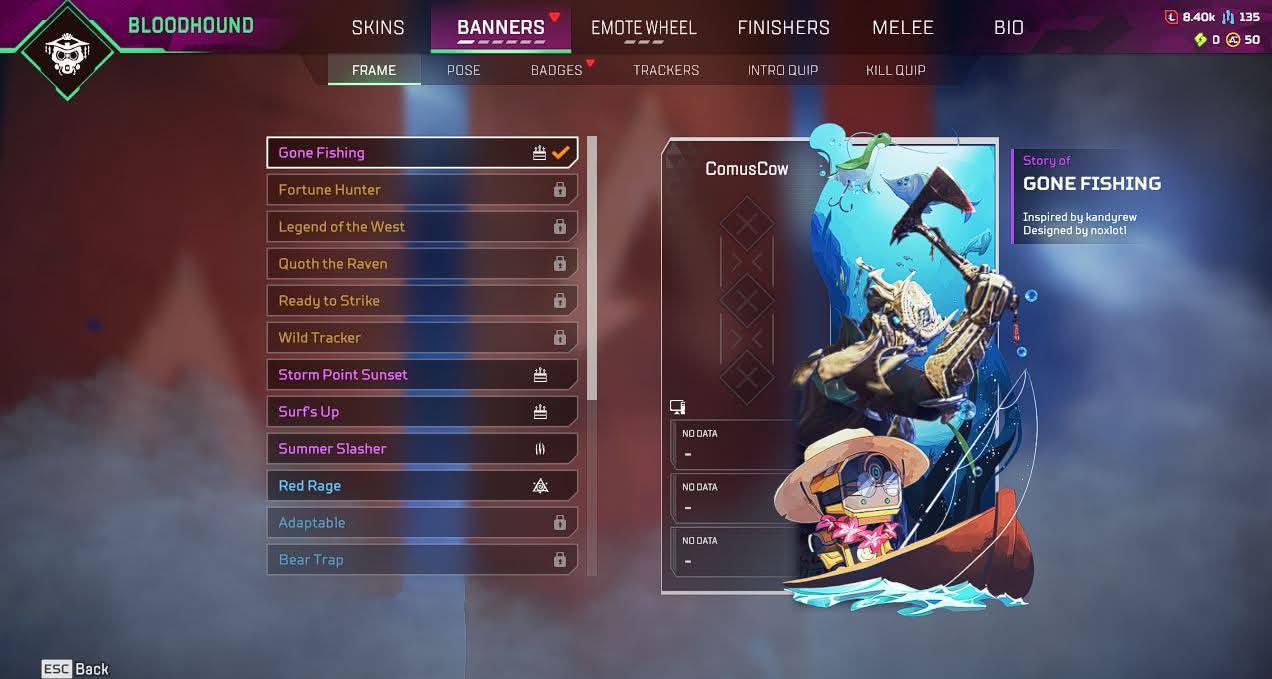 BLOODHOUND
SKINS
BANNERS
EMOTE WHEEL
FINISHERS
MELEE
BIO
8.40k
135
0
50
FRAME
POSE
BADGES
TRACKERS
INTRO QUIP
KILL QUIP
Gone Fishing
Fortune Hunter
Legend of the West
Quoth the Raven
Ready to Strike
Wild Tracker
Storm Point Sunset
Surf's Up
Summer Slasher
Red Rage
Adaptable
Bear Trap
ComusCow
NO DATA
-
NO DATA
-
NO DATA
-
Story of
GONE FISHING
Inspired by kandyrew
Designed by noxlotl
ESC Back